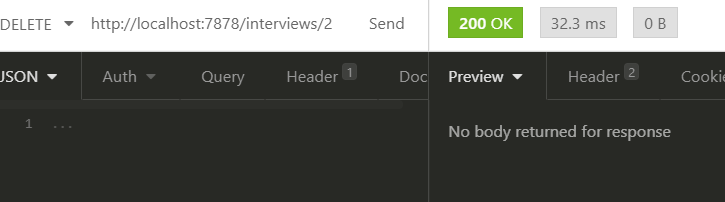 DELETE http://localhost:7878/interviews/2 Send 200 OK 32.3 ms 0 B
JSON Auth Query Header 1 Doc Preview Header 2 Cookie
1 ...
No body returned for response